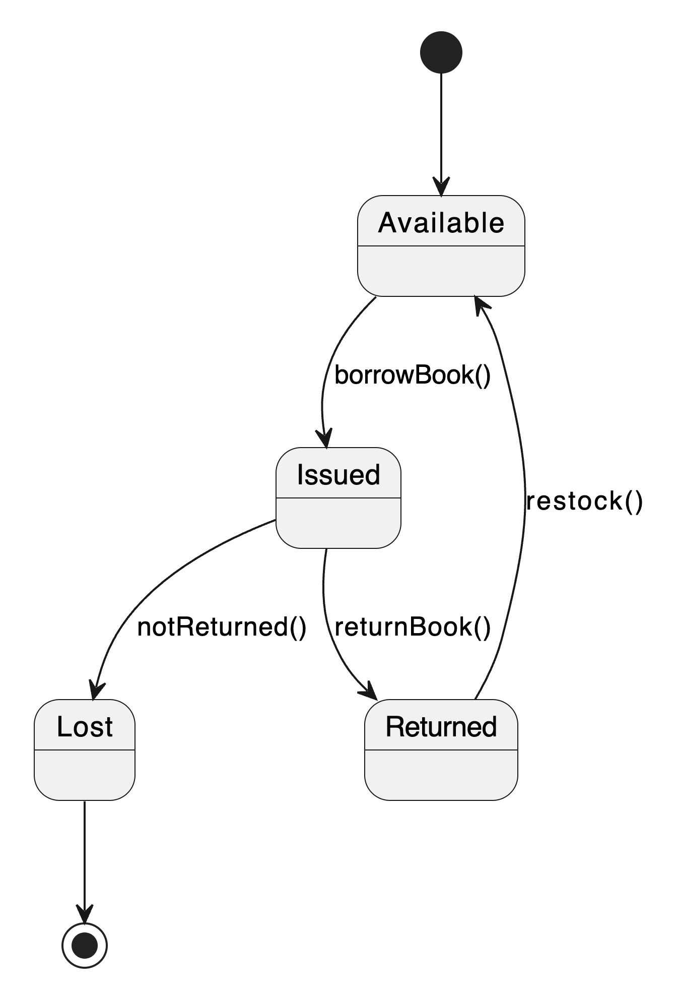 Available
borrowBook()
Issued
restock()
notReturned()
returnBook()
Lost
Returned